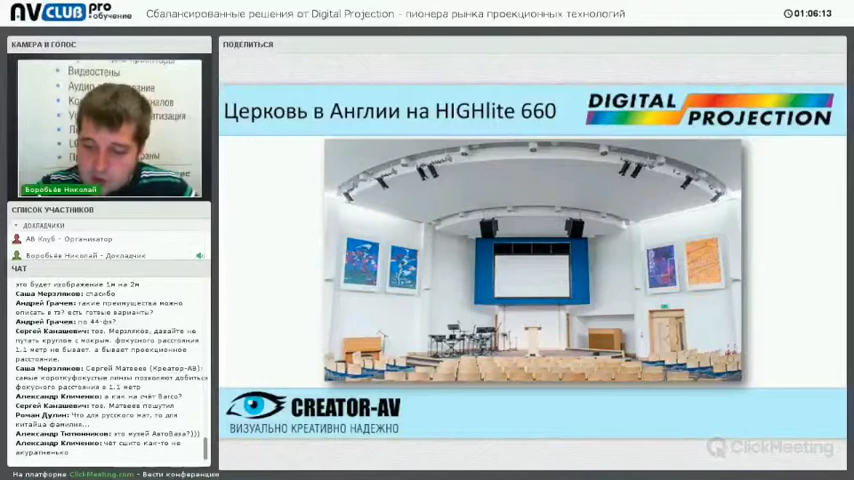 AVCLUB pro
обучение
Сбалансированные решения от Digital Projection - пионера рынка проекционных технологий
01:06:13
КАМЕРА И ГОЛОС
Видеостены
Воробьёв Николай
СПИСОК УЧАСТНИКОВ
ДОКЛАДЧИКИ
АВ Клуб - Организатор
Воробьёв Николай - Докладчик
ЧАТ
это будет изображение 1м на 2м
Саша Мерзляков: спасибо
Андрей Грачев: такие преимущества можно
описать в тз? есть готвые варианты?
Андрей Грачев: по 44-фз?
Сергей Канашевич: тов. Мерзляков, давайте не
путать круглое с мокрым. фокусного расстояния
1.1 метр не бывает. а бывает проекционное
расстояние.
Саша Мерзляков: Сергей Матвеев (Креатор-АВ):
самые короткофокустые линзы позволяют добиться
фокусного расстояния в 1.1 метр
Александр Клименко: а как на счёт Barco?
Сергей Канашевич: тов. Матвеев пошутил
Роман Дулин: Что для русского мат, то для
китайца фамилия...
Александр Тютюнников: это музей АвтоВаза?)))
Александр Клименко: чёт сшито как-то не
акуратненько
На платформе ClickMeeting.com - Вести конференции
ПОДЕЛИТЬСЯ
Церковь в Англии на HIGHlite 660
DIGITAL
PROJECTION
CREATOR-AV
ВИЗУАЛЬНО КРЕАТИВНО НАДЕЖНО
ClickMeeting